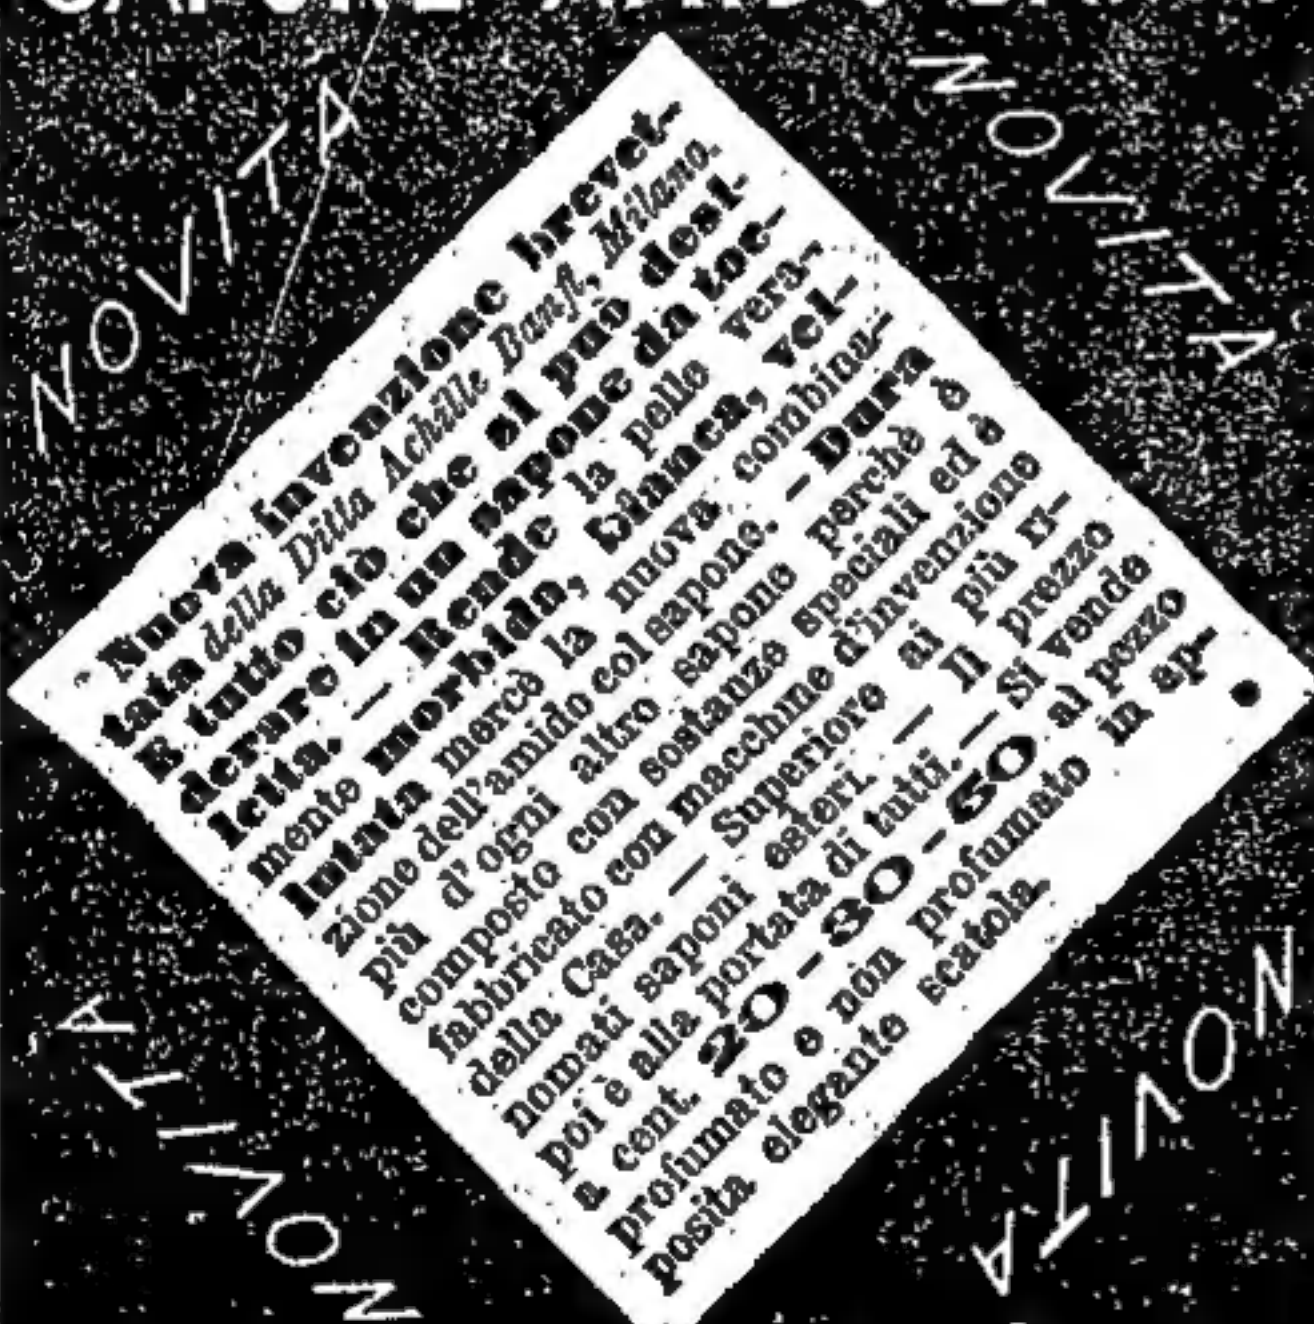 NOVITA
NOVITA
Nuova invenzione brevet-
tata della Ditta Achille Banfi, Milano.
È tutto ciò che si può desi-
derare in un sapone da toe-
letta. — Rende la pelle vera-
mente morbida, bianca, vel-
lutata mercè la nuova combina-
zione dell'amido col sapone. — Dura
più d'ogni altro sapone perchè è
composto con sostanze speciali ed è
fabbricato con macchine d'invenzione
della Casa. — Superiore ai più ri-
nomati saponi esteri. — Il prezzo
poi è alla portata di tutti. — Si vende
a cent. 20-30-50 al pezzo
profumato e non profumato in ap-
posita elegante scatola.
NOVITA
NOVITA